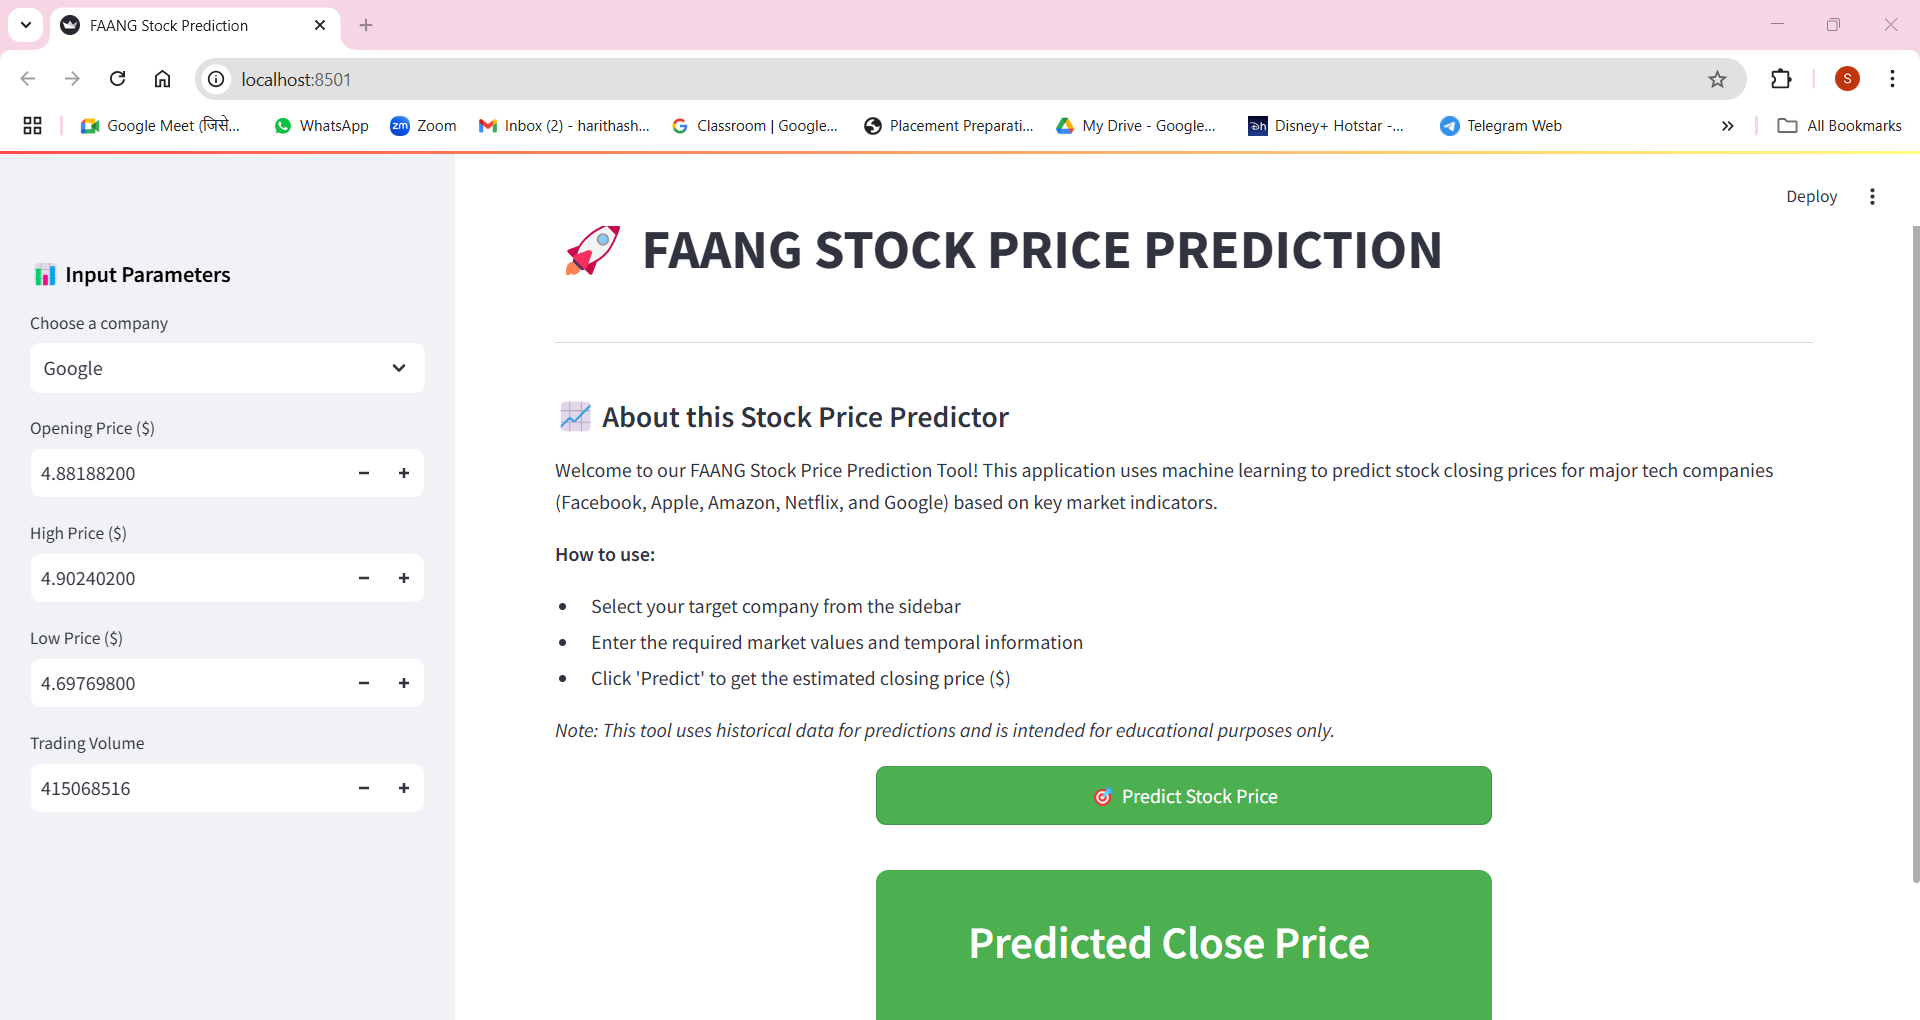 FAANG Stock Prediction
localhost:8501
Google Meet (जिसे...
WhatsApp
Zoom
Inbox (2) - harithash...
Classroom | Google...
Placement Preparati...
My Drive - Google...
Disney+ Hotstar -...
Telegram Web
All Bookmarks
S
zm
Deploy
Input Parameters
Choose a company
Google
Opening Price ($)
4.88188200
High Price ($)
4.90240200
Low Price ($)
4.69769800
Trading Volume
415068516
FAANG STOCK PRICE PREDICTION
About this Stock Price Predictor
Welcome to our FAANG Stock Price Prediction Tool! This application uses machine learning to predict stock closing prices for major tech companies
(Facebook, Apple, Amazon, Netflix, and Google) based on key market indicators.
How to use:
Select your target company from the sidebar
Enter the required market values and temporal information
Click 'Predict' to get the estimated closing price ($)
Note: This tool uses historical data for predictions and is intended for educational purposes only.
Predict Stock Price
Predicted Close Price